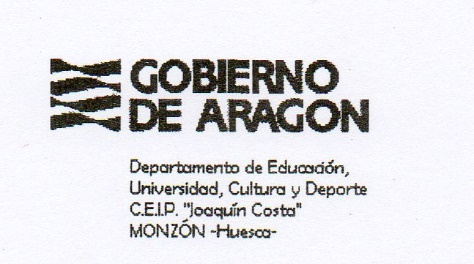 GOBIERNO
DE ARAGON
Departamento de Educación,
Universidad, Cultura y Deporte
C.E.I.P. "Joaquín Costa"
MONZÓN -Huesca-